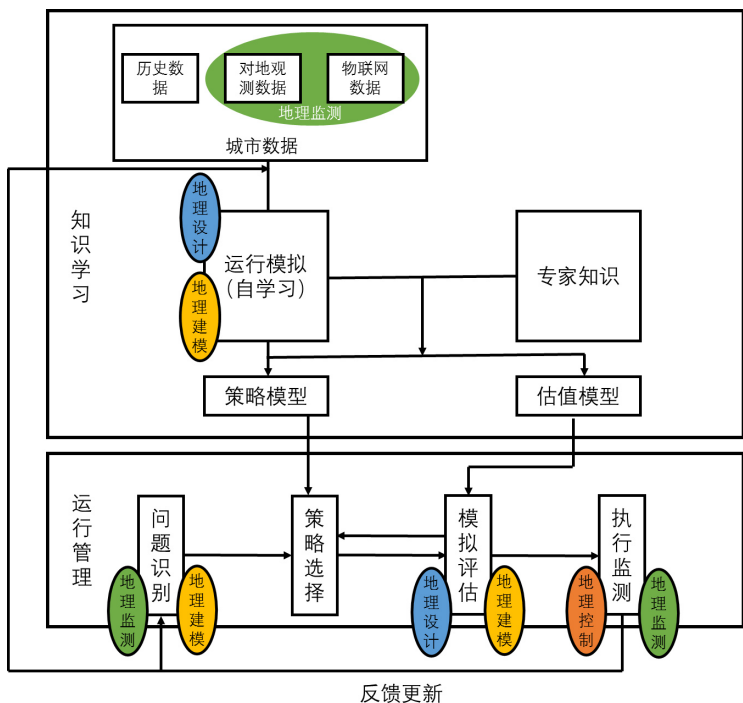 历史数
据
对地观
测数据
物联网
数据
地理监测
城市数据
知识学习
地理设计
运行模拟
(自学习)
地理建模
专家知识
策略模型
估值模型
运行管理
问题识别
策略选择
模拟评估
执行监测
地理监测
地理建模
地理设计
地理建模
地理控制
地理监测
反馈更新